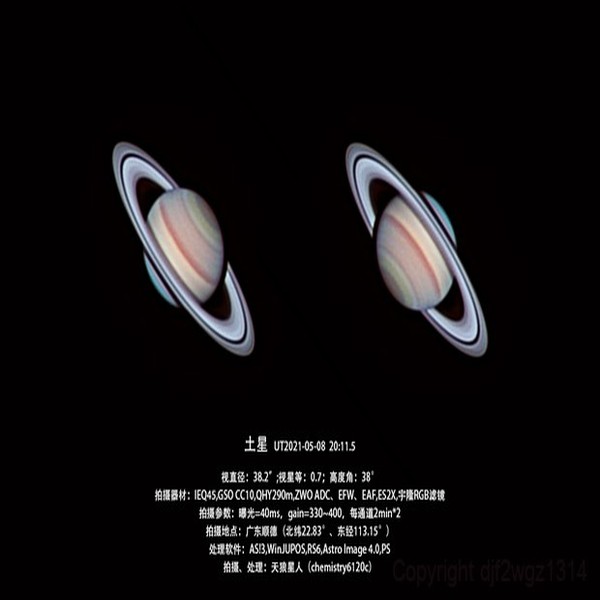 土星 UT2021-05-08 20:11.5
视直径：38.2″ ;视星等：0.7；高度角：38°
拍摄器材：IEQ45,GSO CC10,QHY290m,ZWO ADC、EFW、EAF,ES2X,宇隆RGB滤镜
拍摄参数：曝光=40ms，gain=330~400，每通道2min*2
拍摄地点：广东顺德（北纬22.83°、东经113.15°）
处理软件：AS!3,WinJUPOS,RS6,Astro Image 4.0,PS
拍摄、处理：天狼星人（chemistry6120c）
Copyright djf2wgz1314